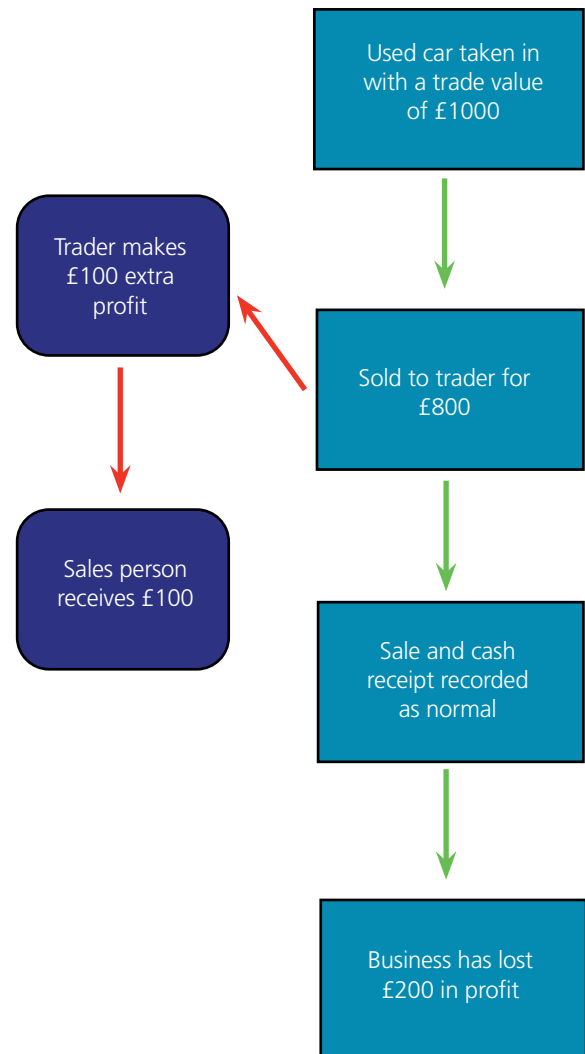 Used car taken in
with a trade value
of £1000
Trader makes
£100 extra
profit
Sold to trader for
£800
Sales person
receives £100
Sale and cash
receipt recorded
as normal
Business has lost
£200 in profit